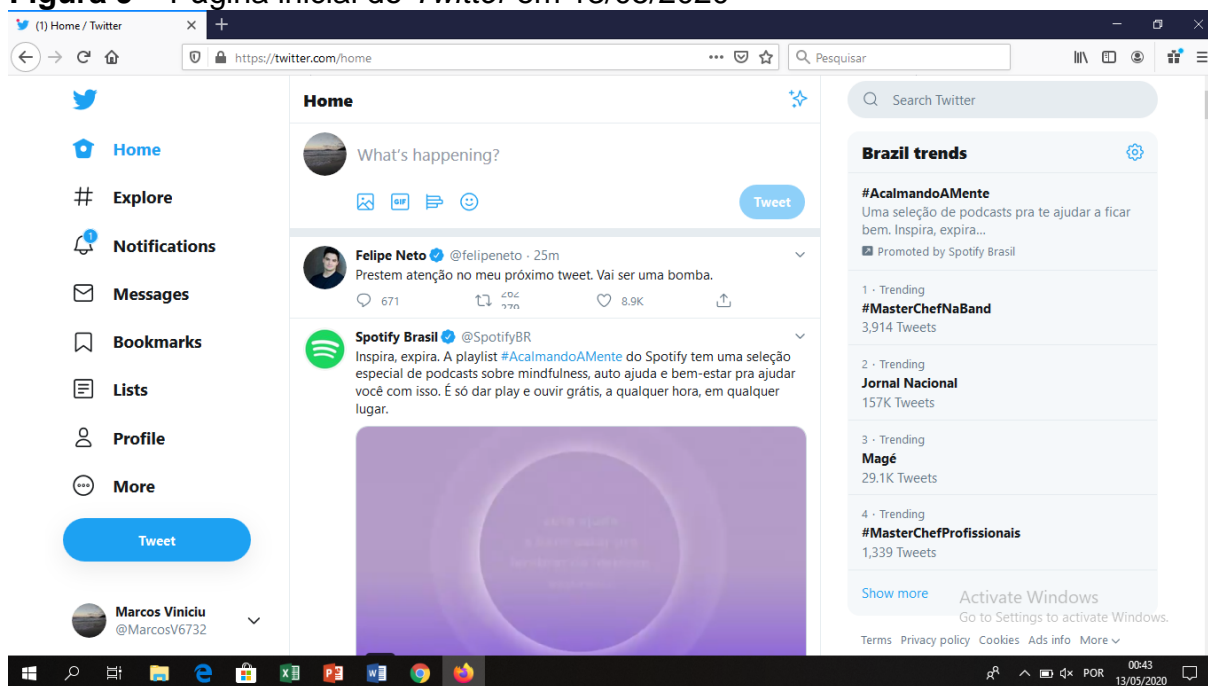 Página inicial do Twitter em
(1) Home / Twitter
https://twitter.com/home
Pesquisar
Home
Explore
1
Notifications
Messages
Bookmarks
Lists
Profile
More
Tweet
Marcos Viniciu
@MarcosV6732
Home
What's happening?
GIF
Tweet
Felipe Neto @felipeneto · 25m
Prestem atenção no meu próximo tweet. Vai ser uma bomba.
671 8.9K
Spotify Brasil @SpotifyBR
Inspira, expira. A playlist #AcalmandoAMente do Spotify tem uma seleção
especial de podcasts sobre mindfulness, auto ajuda e bem-estar pra ajudar
você com isso. É só dar play e ouvir grátis, a qualquer hora, em qualquer
lugar.
Search Twitter
Brazil trends
#AcalmandoAMente
Uma seleção de podcasts pra te ajudar a ficar
bem. Inspira, expira...
Promoted by Spotify Brasil
1 · Trending
#MasterChefNaBand
3,914 Tweets
2 · Trending
Jornal Nacional
157K Tweets
3 · Trending
Magé
29.1K Tweets
4 · Trending
#MasterChefProfissionais
1,339 Tweets
Show more
Activate Windows
Go to Settings to activate Windows.
Terms Privacy policy Cookies Ads info More
POR
00:43
13/05/2020